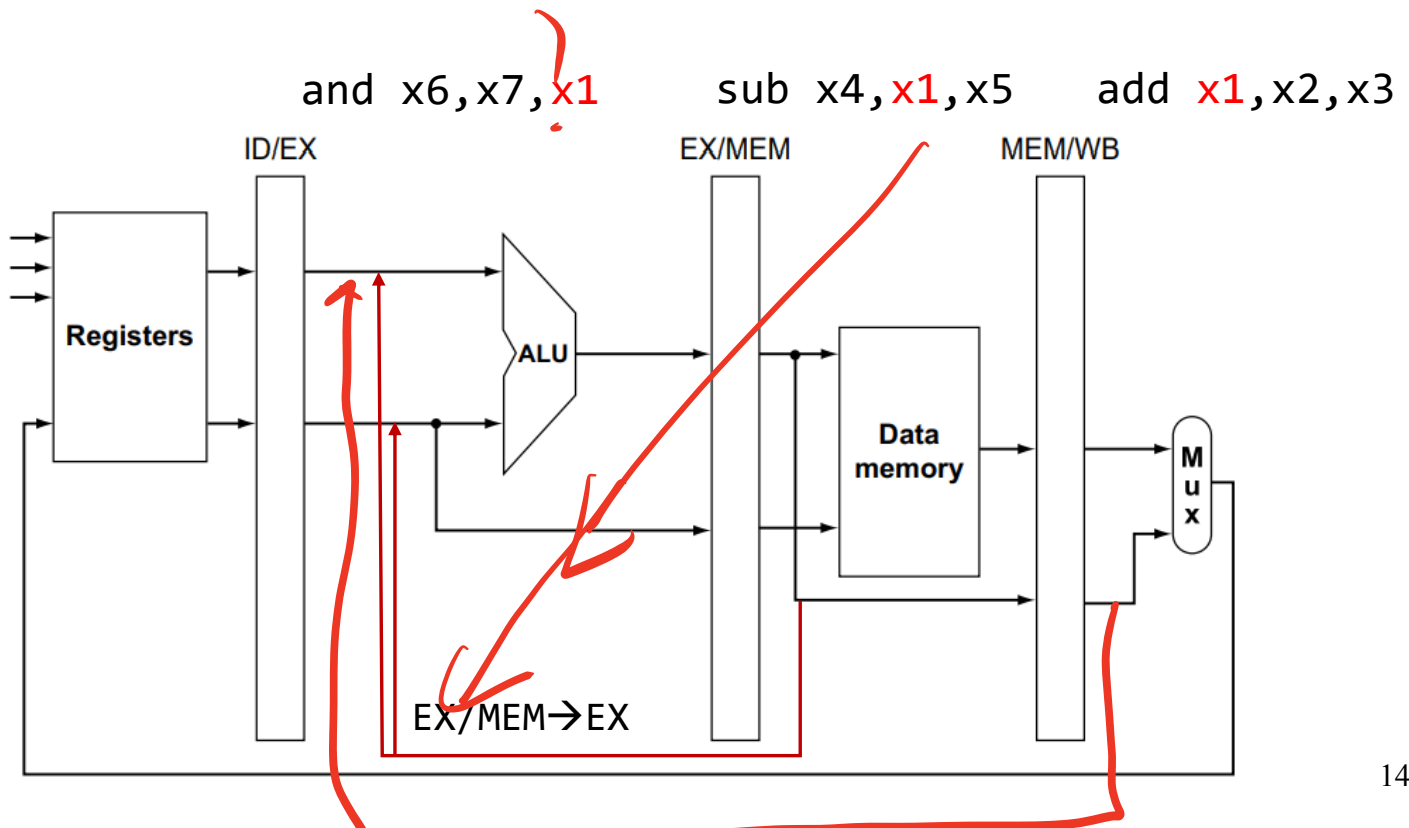 and x6,x7,x1 sub x4,x1,x5 add x1,x2,x3
ID/EX EX/MEM MEM/WB
Registers
ALU
Data
memory
M
u
x
EX/MEM→EX
14